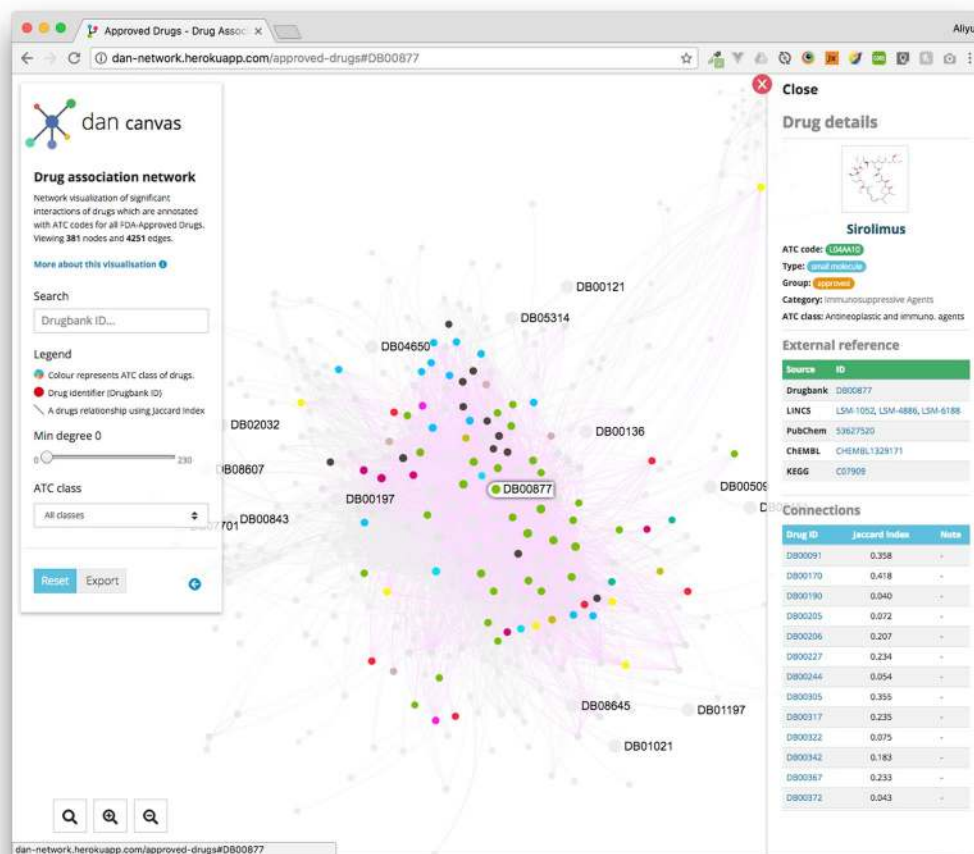 Approved Drugs - Drug Assoc
Aliyu
dan-network.herokuapp.com/approved-drugs#DB00877
dan canvas
Drug association network
Network visualization of significant
interactions of drugs which are annotated
with ATC codes for all FDA-Approved Drugs.
Viewing 381 nodes and 4251 edges.
More about this visualisation
Search
Drugbank ID...
Legend
Colour represents ATC class of drugs.
Drug identifier (Drugbank ID)
A drugs relationship using Jaccard Index
Min degree 0
0 230
ATC class
All classes
Reset Export
DB00121
DB05314
DB04650
DB02032
DB00136
DB08607
DB00877
DB00197
DB00509
DB00843
DB08645
DB01197
DB01021
Close
Drug details
Sirolimus
ATC code: L04AA10
Type: small molecule
Group: approved
Category: Immunosuppressive Agents
ATC class: Antineoplastic and immuno. agents
External reference
Source ID
Drugbank DB00877
LINCS LSM-1052, LSM-4886, LSM-6188
PubChem 53627520
ChEMBL CHEMBL1329171
KEGG C07909
Connections
Drug ID Jaccard Index Note
DB00091 0.358 -
DB00170 0.418 -
DB00190 0.040 -
DB00205 0.072 -
DB00206 0.207 -
DB00227 0.234 -
DB00244 0.054 -
DB00305 0.355 -
DB00317 0.235 -
DB00322 0.075 -
DB00342 0.183 -
DB00367 0.233 -
DB00372 0.043 -
dan-network.herokuapp.com/approved-drugs#DB00877